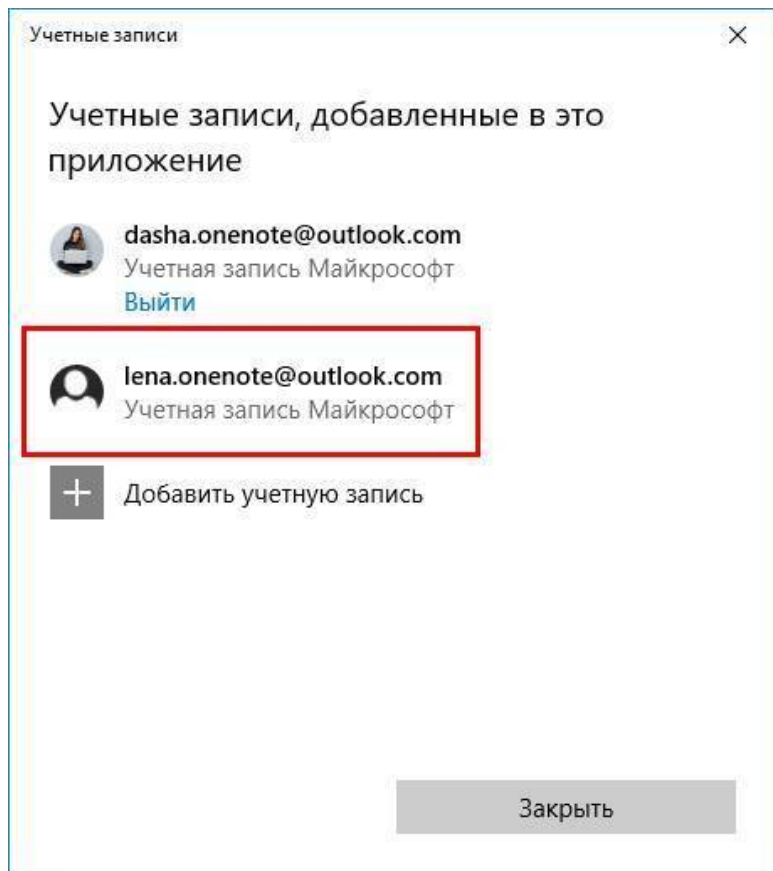 Учетные записи
Учетные записи, добавленные в это
приложение
dasha.onenote@outlook.com
Учетная запись Майкрософт
Выйти
lena.onenote@outlook.com
Учетная запись Майкрософт
Добавить учетную запись
Закрыть